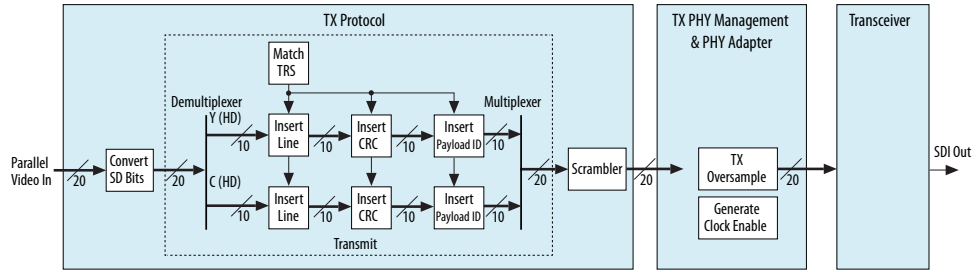 TX Protocol
TX PHY Management
& PHY Adapter
Transceiver
Match
TRS
Demultiplexer
Multiplexer
Y (HD)
Insert
Line
Insert
CRC
Insert
Payload ID
10
10
10
10
Parallel
Video In
20
Convert
SD Bits
20
20
Scrambler
20
TX
Oversample
20
SDI Out
C (HD)
Insert
Line
Insert
CRC
Insert
Payload ID
10
10
10
10
Generate
Clock Enable
Transmit